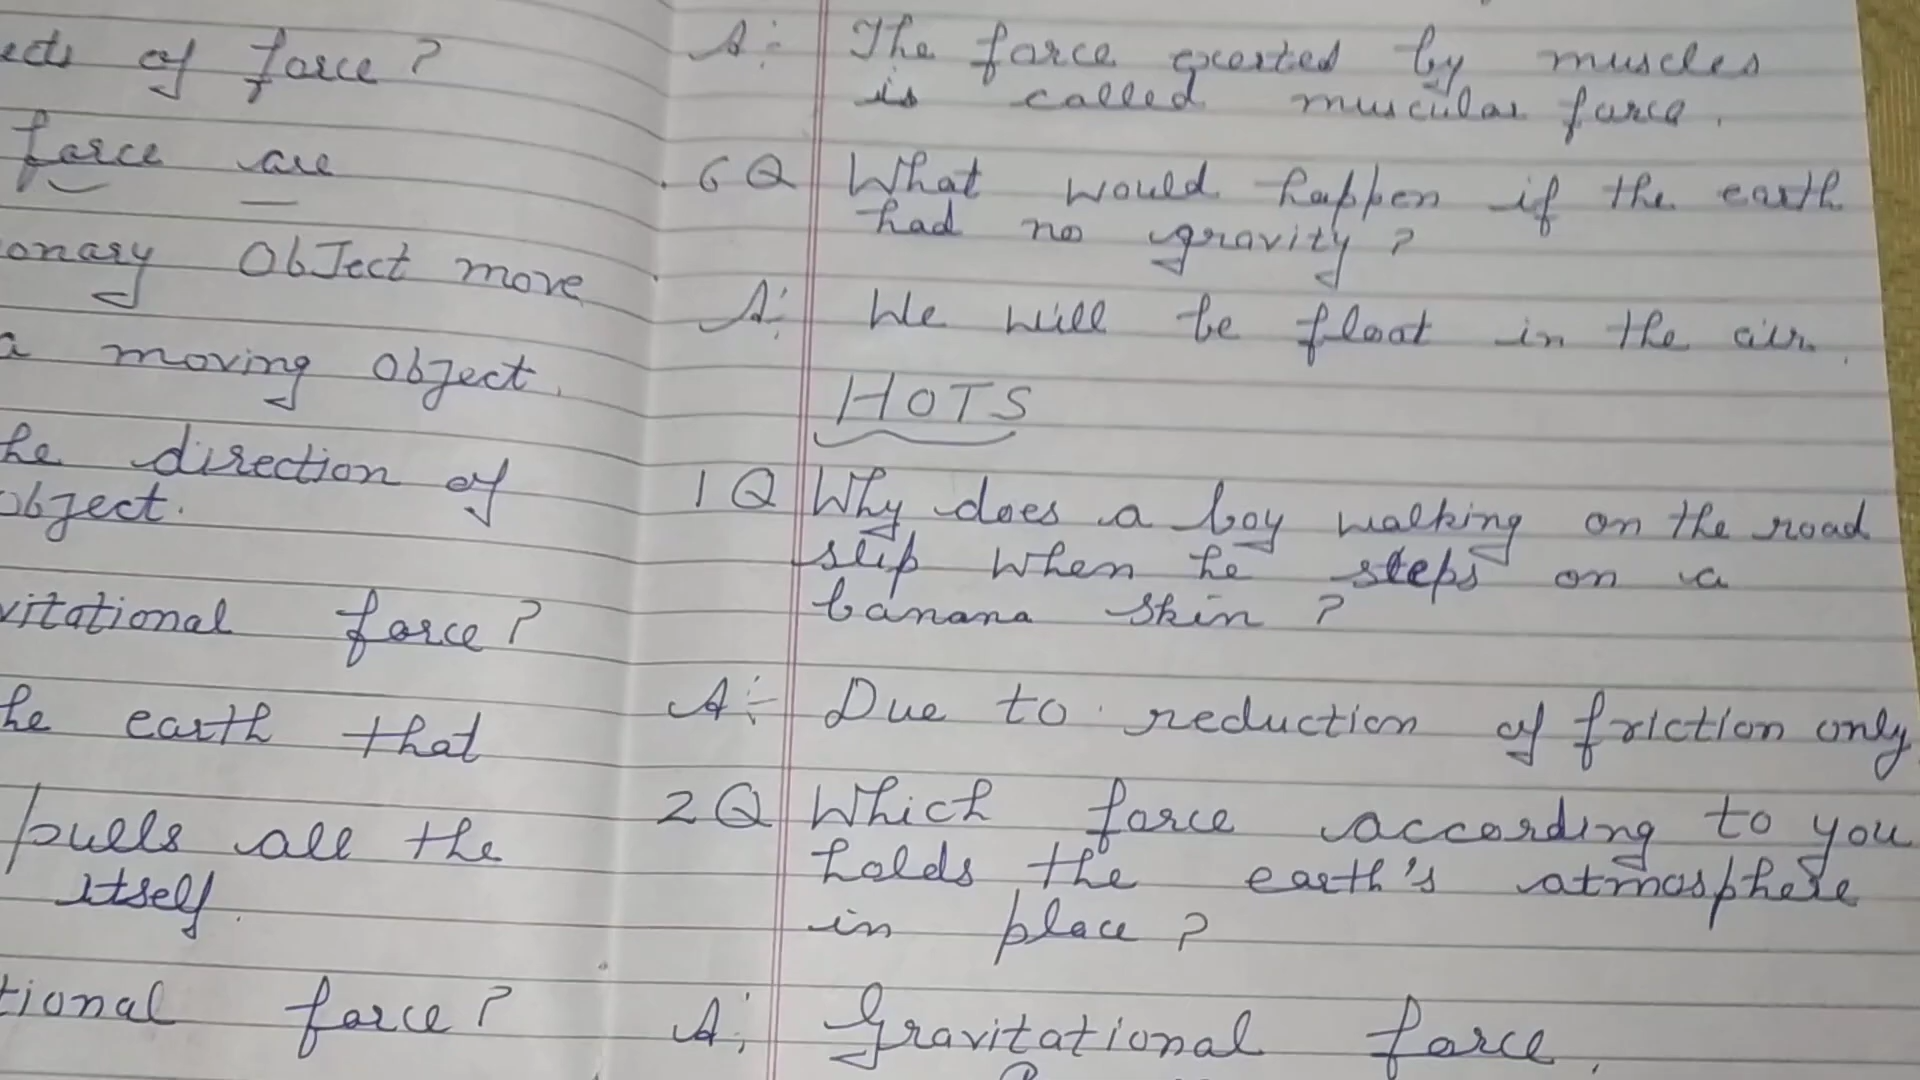 ects of force?
force are
onary ObJect move
a moving object.
he direction of
object.
vitational force?
he earth that
pulls all the
itself.
tional force?
A:- The force exerted by muscles
is called muscular force.
6 Q What would happen if the earth
had no gravity?
A: We will be float in the air.
HOTS
1 Q Why does a boy walking on the road
slip when he steps on a
banana skin?
A:- Due to reduction of friction only
2 Q Which force according to you
holds the earth's atmosphere
in place?
A: Gravitational force.